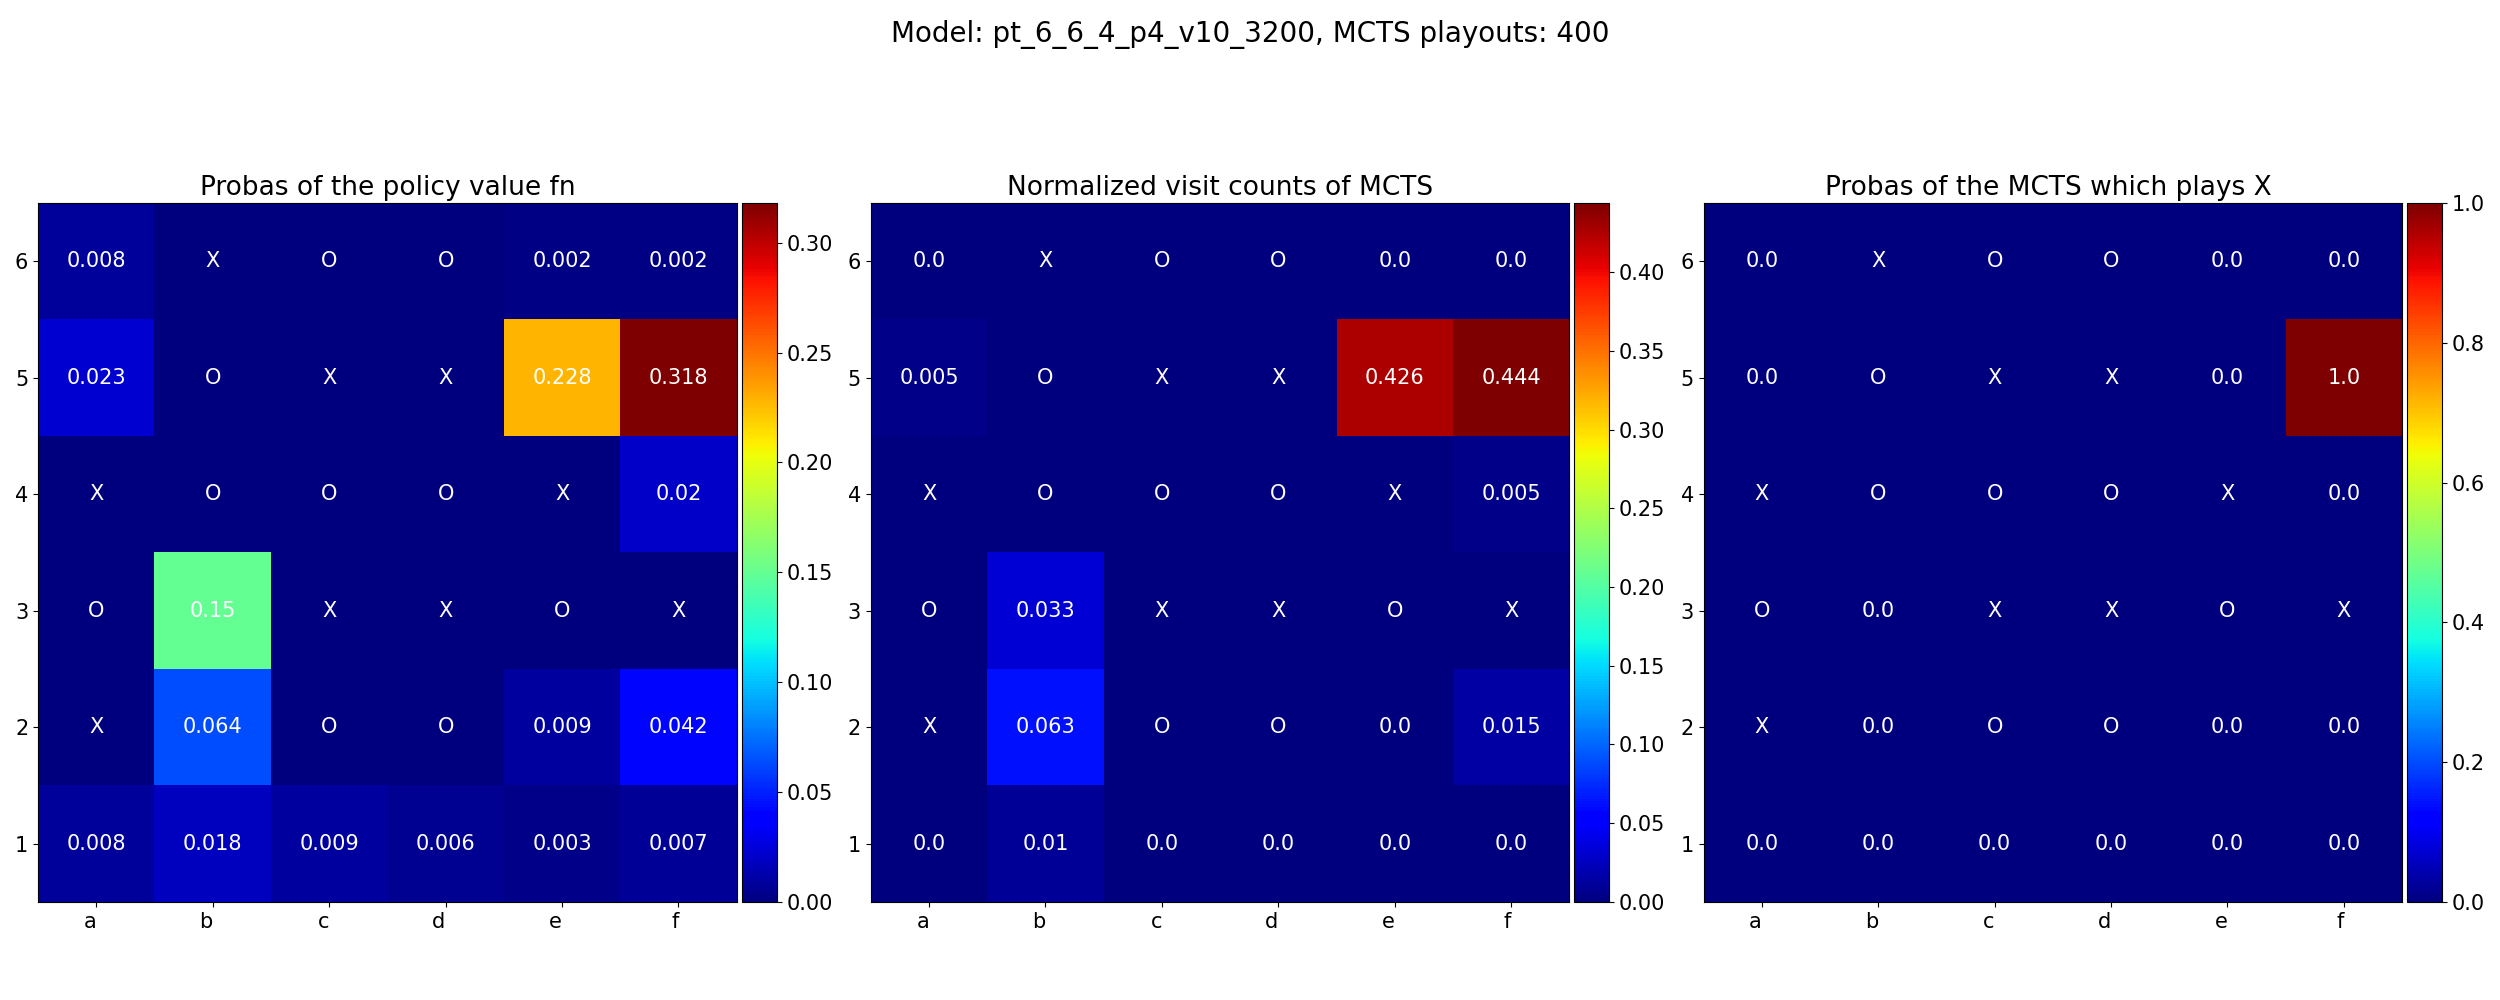 Model: pt_6_6_4_p4_v10_3200, MCTS playouts: 400
Probas of the policy value fn
6 0.008 X O O 0.002 0.002
5 0.023 O X X 0.228 0.318
4 X O O O X 0.02
3 O 0.15 X X O X
2 X 0.064 O O 0.009 0.042
1 0.008 0.018 0.009 0.006 0.003 0.007
a b c d e f
0.30
0.25
0.20
0.15
0.10
0.05
0.00
Normalized visit counts of MCTS
6 0.0 X O O 0.0 0.0
5 0.005 O X X 0.426 0.444
4 X O O O X 0.005
3 O 0.033 X X O X
2 X 0.063 O O 0.0 0.015
1 0.0 0.01 0.0 0.0 0.0 0.0
a b c d e f
0.40
0.35
0.30
0.25
0.20
0.15
0.10
0.05
0.00
Probas of the MCTS which plays X
6 0.0 X O O 0.0 0.0
5 0.0 O X X 0.0 1.0
4 X O O O X 0.0
3 O 0.0 X X O X
2 X 0.0 O O 0.0 0.0
1 0.0 0.0 0.0 0.0 0.0 0.0
a b c d e f
1.0
0.8
0.6
0.4
0.2
0.0